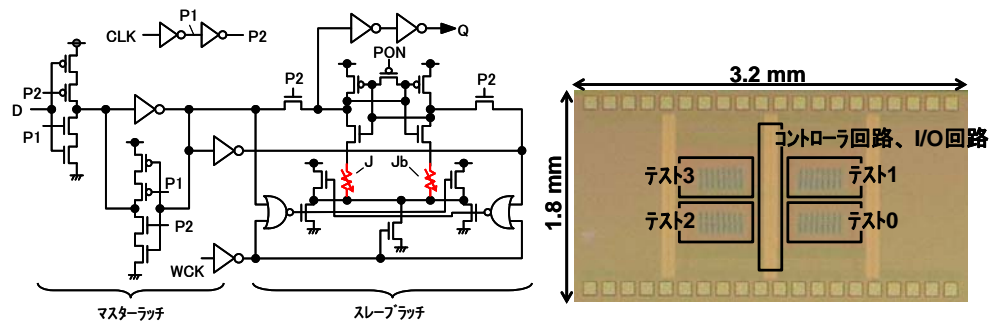 P1
CLK
P2
Q
PON
P2
P2
P2
D
P1
P1
J
Jb
P2
WCK
マスターラッチ
スレーブラッチ
3.2 mm
1.8 mm
コントローラ回路、I/O回路
テスト3
テスト1
テスト2
テスト0